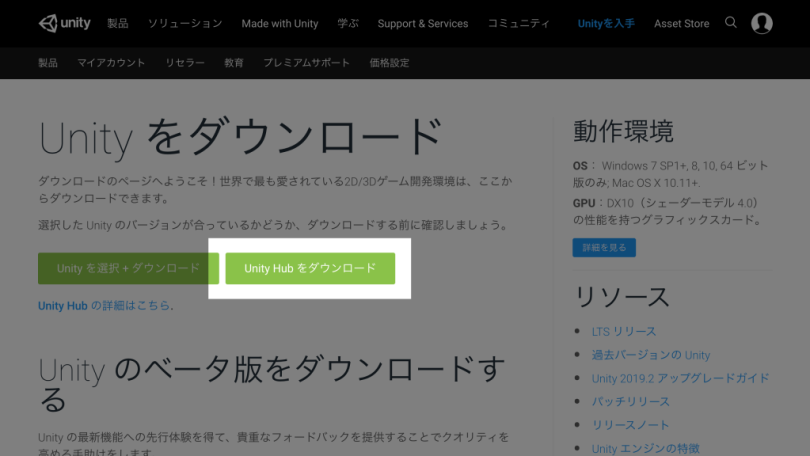 unity 製品 ソリューション Made with Unity 学ぶ Support & Services コミュニティ Unityを入手 Asset Store
製品 マイアカウント リセラー 教育 プレミアムサポート 価格設定
Unity をダウンロード
ダウンロードのページへようこそ！世界で最も愛されている2D/3Dゲーム開発環境は、ここか
らダウンロードできます。
選択した Unity のバージョンが合っているかどうか、ダウンロードする前に確認しましょう。
Unity を選択 + ダウンロード Unity Hub をダウンロード
Unity Hub の詳細はこちら.
Unity のベータ版をダウンロードす
る
Unity の最新機能への先行体験を得て、貴重なフォードバックを提供することでクオリティを
高める手助けをします
動作環境
OS： Windows 7 SP1+, 8, 10, 64 ビット
版のみ; Mac OS X 10.11+.
GPU：DX10（シェーダーモデル 4.0）
の性能を持つグラフィックスカード。
詳細を見る
リソース
LTS リリース
過去バージョンの Unity
Unity 2019.2 アップグレードガイド
パッチリリース
リリースノート
Unity エンジンの特徴